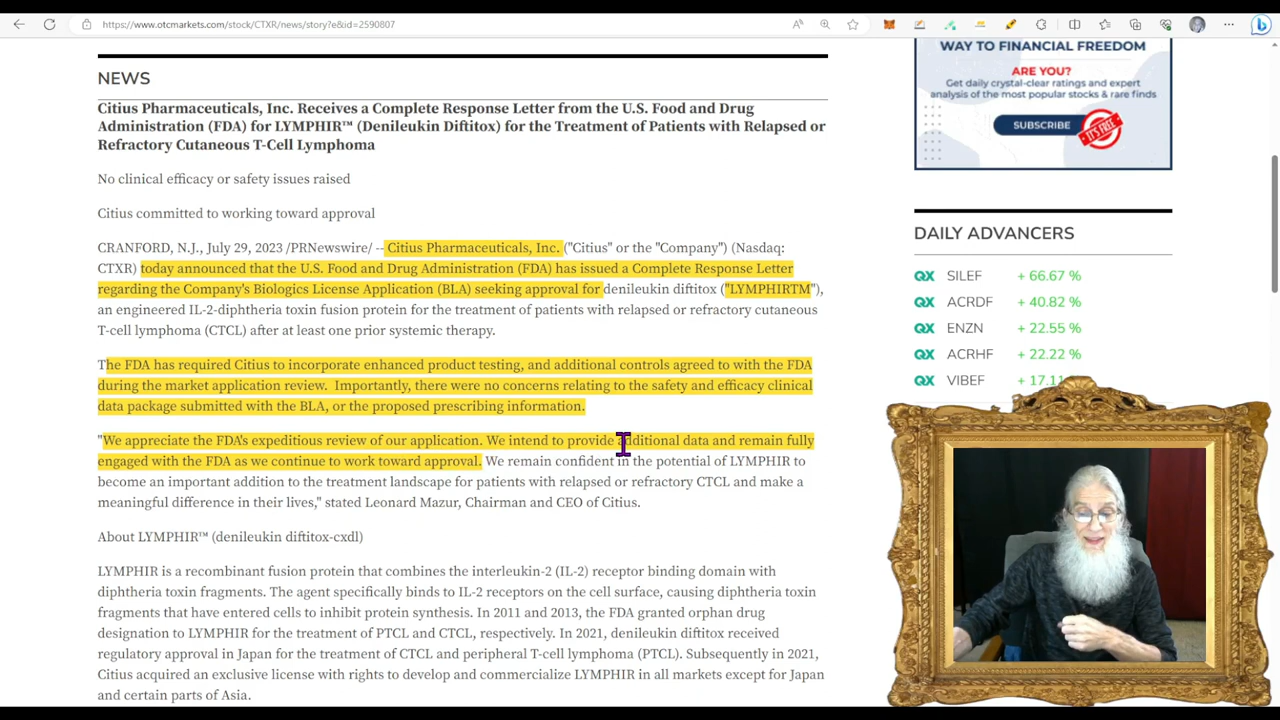 https://www.otcmarkets.com/stock/CTXR/news/story?e&id=2590807
NEWS
Citius Pharmaceuticals, Inc. Receives a Complete Response Letter from the U.S. Food and Drug
Administration (FDA) for LYMPHIR™ (Denileukin Diftitox) for the Treatment of Patients with Relapsed or
Refractory Cutaneous T-Cell Lymphoma
No clinical efficacy or safety issues raised
Citius committed to working toward approval
CRANFORD, N.J., July 29, 2023 /PRNewswire/ -- Citius Pharmaceuticals, Inc. ("Citius" or the "Company") (Nasdaq:
CTXR) today announced that the U.S. Food and Drug Administration (FDA) has issued a Complete Response Letter
regarding the Company's Biologics License Application (BLA) seeking approval for denileukin diftitox ("LYMPHIRTM"),
an engineered IL-2-diphtheria toxin fusion protein for the treatment of patients with relapsed or refractory cutaneous
T-cell lymphoma (CTCL) after at least one prior systemic therapy.
The FDA has required Citius to incorporate enhanced product testing, and additional controls agreed to with the FDA
during the market application review. Importantly, there were no concerns relating to the safety and efficacy clinical
data package submitted with the BLA, or the proposed prescribing information.
"We appreciate the FDA's expeditious review of our application. We intend to provide additional data and remain fully
engaged with the FDA as we continue to work toward approval. We remain confident in the potential of LYMPHIR to
become an important addition to the treatment landscape for patients with relapsed or refractory CTCL and make a
meaningful difference in their lives," stated Leonard Mazur, Chairman and CEO of Citius.
About LYMPHIR™ (denileukin diftitox-cxdl)
LYMPHIR is a recombinant fusion protein that combines the interleukin-2 (IL-2) receptor binding domain with
diphtheria toxin fragments. The agent specifically binds to IL-2 receptors on the cell surface, causing diphtheria toxin
fragments that have entered cells to inhibit protein synthesis. In 2011 and 2013, the FDA granted orphan drug
designation to LYMPHIR for the treatment of PTCL and CTCL, respectively. In 2021, denileukin diftitox received
regulatory approval in Japan for the treatment of CTCL and peripheral T-cell lymphoma (PTCL). Subsequently in 2021,
Citius acquired an exclusive license with rights to develop and commercialize LYMPHIR in all markets except for Japan
and certain parts of Asia.
WAY TO FINANCIAL FREEDOM
ARE YOU?
Get daily crystal-clear ratings and expert
analysis of the most popular stocks & rare finds
SUBSCRIBE
IT'S FREE
DAILY ADVANCERS
QX SILEF + 66.67 %
QX ACRDF + 40.82 %
QX ENZN + 22.55 %
QX ACRHF + 22.22 %
QX VIBEF + 17.11